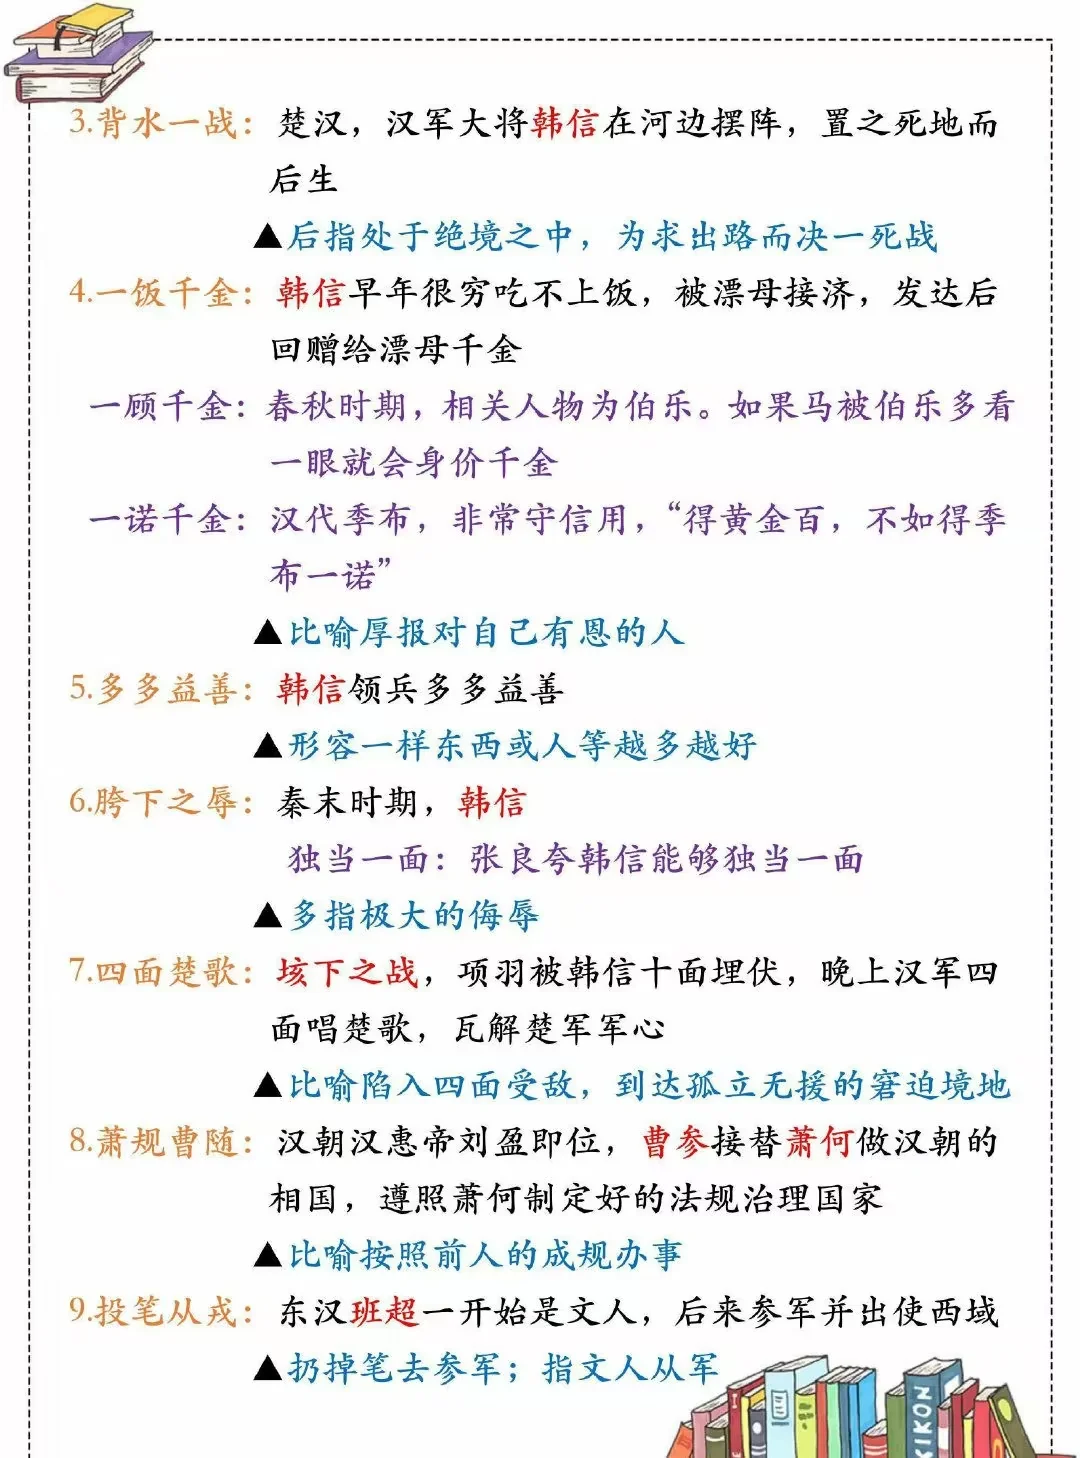 3.背水一战：楚汉，汉军大将韩信在河边摆阵，置之死地而
后生
▲后指处于绝境之中，为求出路而决一死战
4.一饭千金：韩信早年很穷吃不上饭，被漂母接济，发达后
回赠给漂母千金
一顾千金：春秋时期，相关人物为伯乐。如果马被伯乐多看
一眼就会身价千金
一诺千金：汉代季布，非常守信用，“得黄金百，不如得季
布一诺”
▲比喻厚报对自己有恩的人
5.多多益善：韩信领兵多多益善
▲形容一样东西或人等越多越好
6.胯下之辱：秦末时期，韩信
独当一面：张良夸韩信能够独当一面
▲多指极大的侮辱
7.四面楚歌：垓下之战，项羽被韩信十面埋伏，晚上汉军四
面唱楚歌，瓦解楚军军心
▲比喻陷入四面受敌，到达孤立无援的窘迫境地
8.萧规曹随：汉朝汉惠帝刘盈即位，曹参接替萧何做汉朝的
相国，遵照萧何制定好的法规治理国家
▲比喻按照前人的成规办事
9.投笔从戎：东汉班超一开始是文人，后来参军并出使西域
▲扔掉笔去参军；指文人从军
KIKON